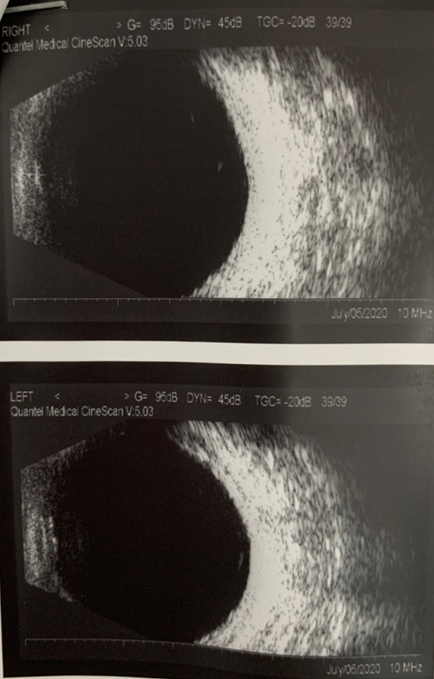 RIGHT < > G= 95dB DYN= 45dB TGC= -20dB 39/39
Quantel Medical CineScan V:5.03
July/06/2020 10 MHz
LEFT < > G= 95dB DYN= 45dB TGC= -20dB 39/39
Quantel Medical CineScan V:5.03
July/06/2020 10 MHz